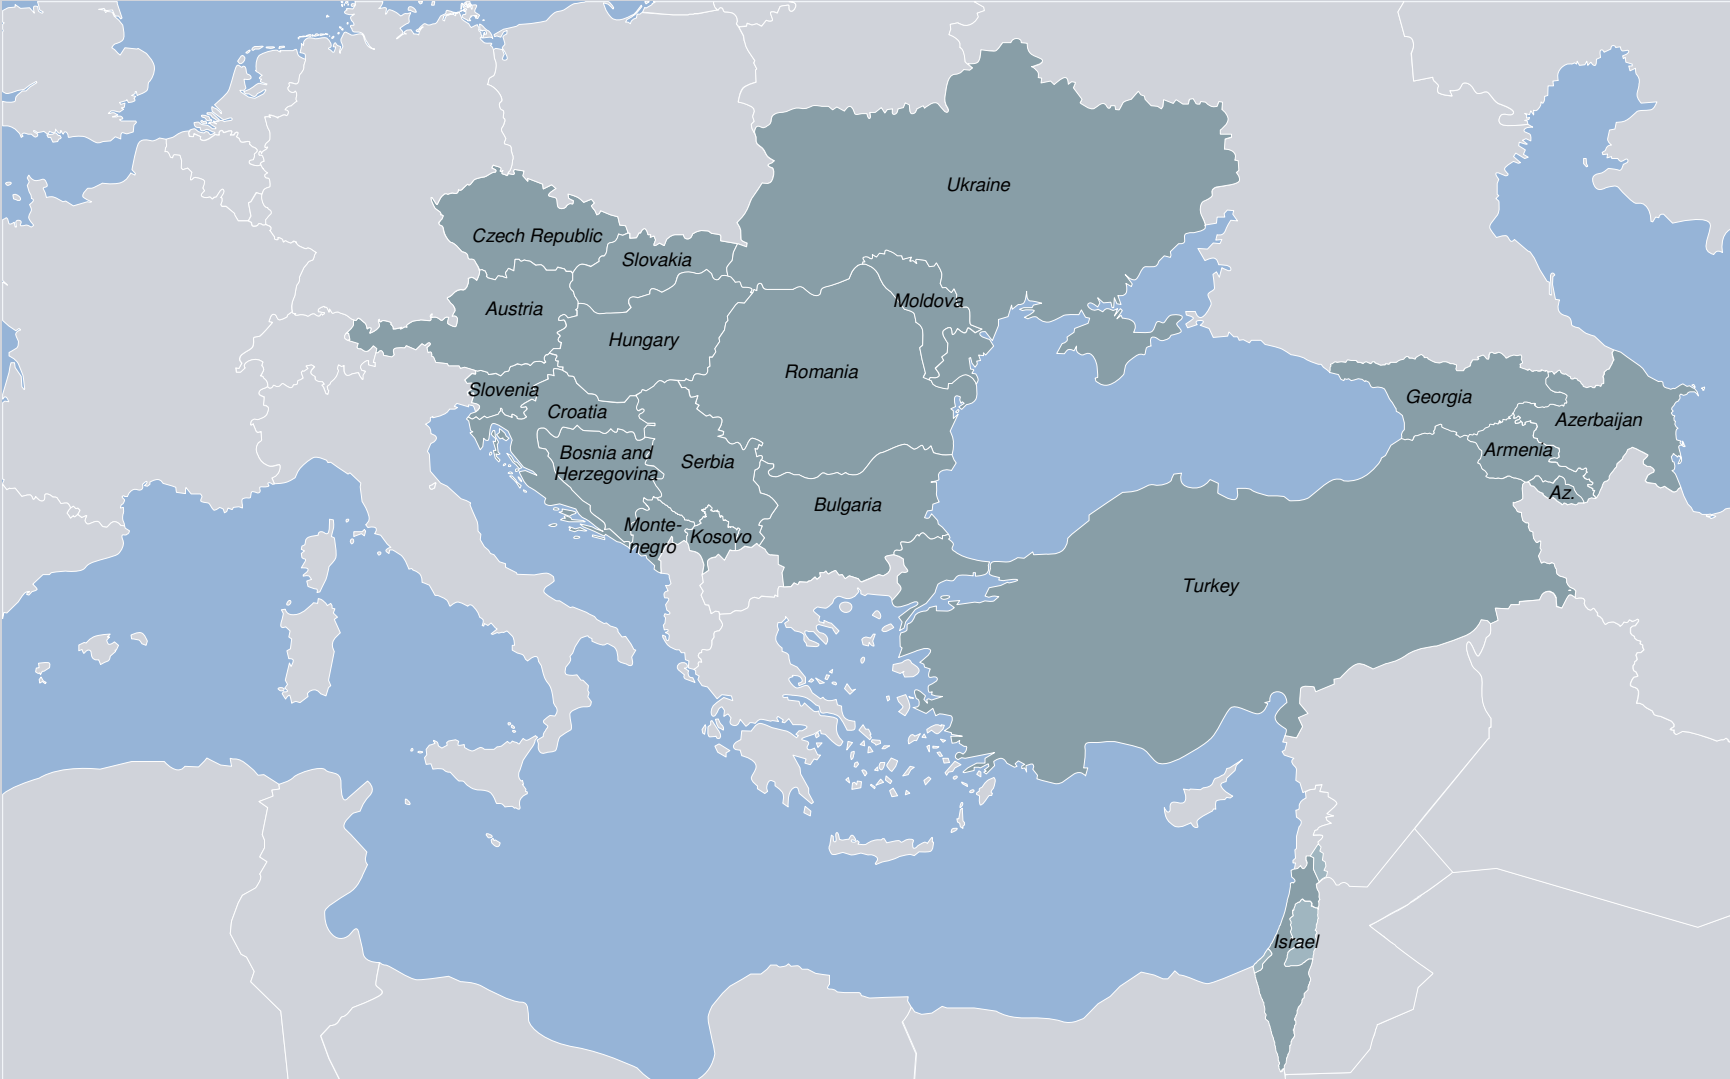 Ukraine
Czech Republic
Slovakia
Austria
Moldova
Hungary
Romania
Slovenia
Croatia
Georgia
Azerbaijan
Armenia
Bosnia and
Herzegovina
Serbia
Az.
Bulgaria
Monte-
negro
Kosovo
Turkey
Israel